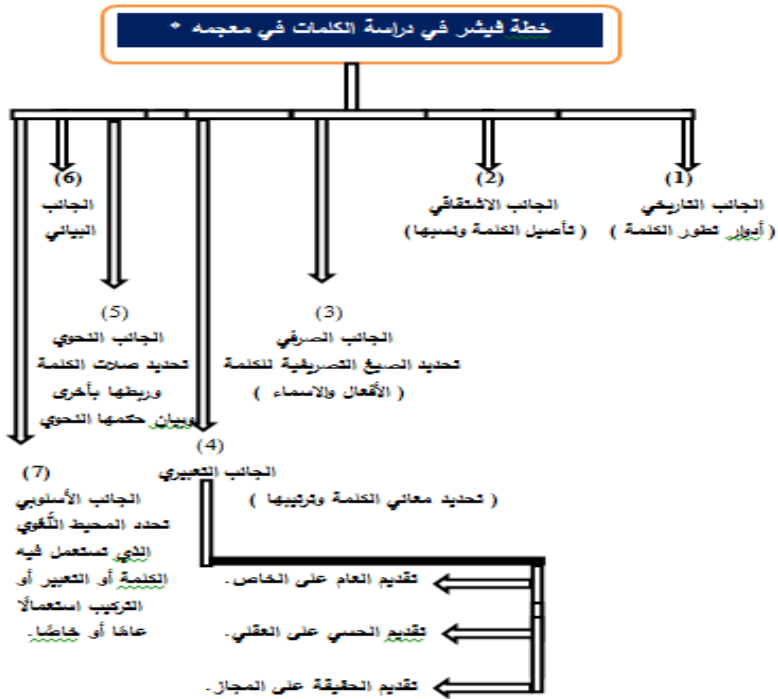 خطة فيشر في دراسة الكلمات في معجمه *
(1)
الجانب التاريخي
( أدوار تطور الكلمة )
(2)
الجانب الاشتقاقي
( تأصيل الكلمة ونسبها)
(3)
الجانب الصرفي
تحديد الصيغ التصريفية للكلمة
( الأفعال والاسماء )
(4)
الجانب التعبيري
( تحديد معاني الكلمة وترتيبها )
تقديم العام على الخاص.
تقديم الحسي على العقلي.
تقديم الحقيقة على المجاز.
(5)
الجانب النحوي
تحديد صلات الكلمة
وربطها بأخرى
وبيان حكمها النحوي
(6)
الجانب
البياني
(7)
الجانب الأسلوبي
تحدد المحيط اللّغوي
الذي تستعمل فيه
الكلمة أو التعبير أو
التركيب استعمالًا
عامًا أو خاصًا.